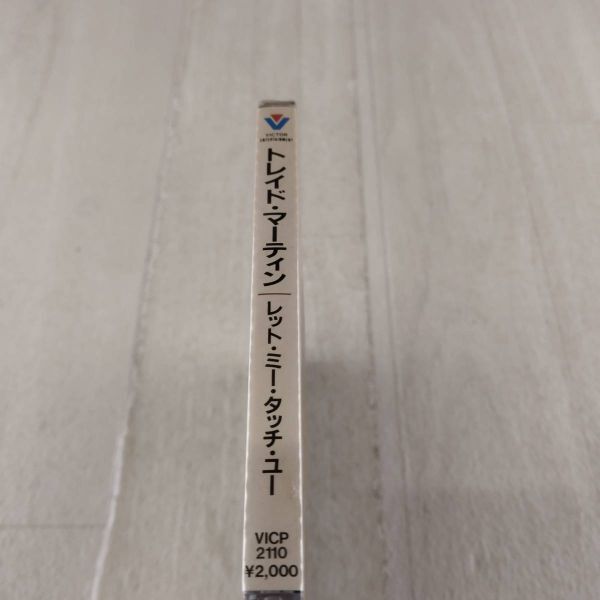 VICTOR
トレイド・マーティン
レット・ミー・タッチ・ユー
VICP
2110
¥2,000